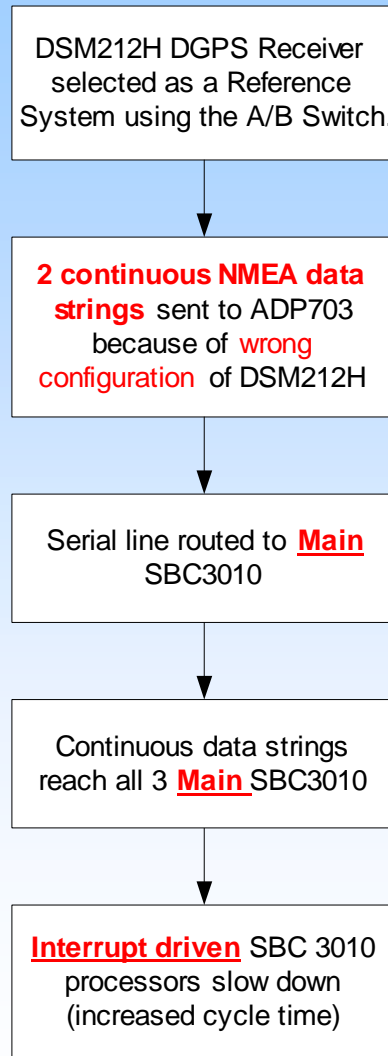 DSM212H DGPS Receiver
selected as a Reference
System using the A/B Switch.
2 continuous NMEA data
strings sent to ADP703
because of wrong
configuration of DSM212H
Serial line routed to Main
SBC3010
Continuous data strings
reach all 3 Main SBC3010
Interrupt driven SBC 3010
processors slow down
(increased cycle time)